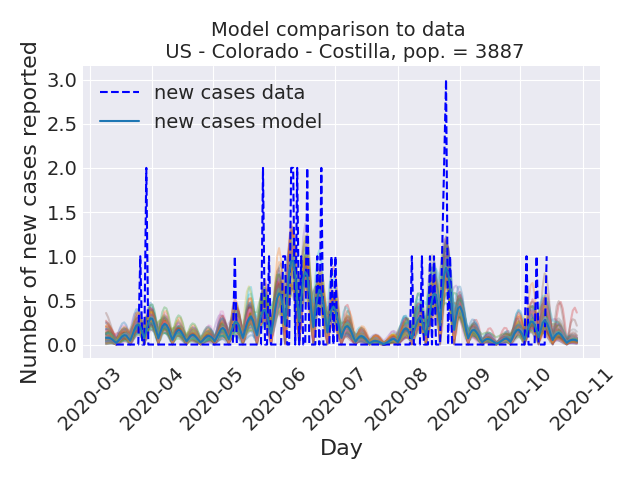 Model comparison to data
US - Colorado - Costilla, pop. = 3887
Number of new cases reported
3.0
2.5
2.0
1.5
1.0
0.5
0.0
new cases data
new cases model
2020-03
2020-04
2020-05
2020-06
2020-07
2020-08
2020-09
2020-10
2020-11
Day